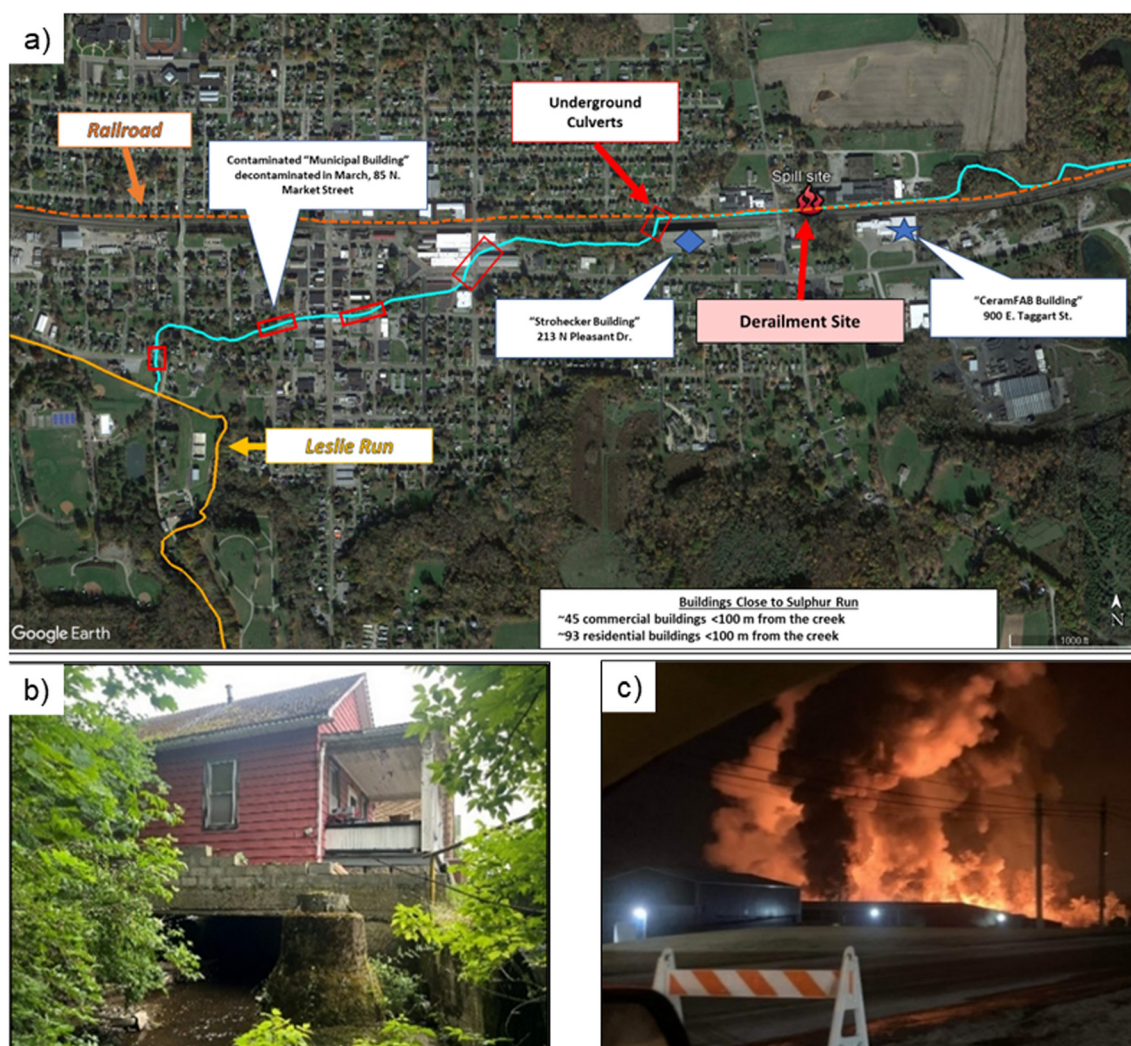 a)
Railroad
Contaminated “Municipal Building”
decontaminated in March, 85 N.
Market Street
Underground
Culverts
Spill site
“Strohecker Building”
213 N Pleasant Dr.
Derailment Site
“CeramFAB Building”
900 E. Taggart St.
Leslie Run
Buildings Close to Sulphur Run
~45 commercial buildings <100 m from the creek
~93 residential buildings <100 m from the creek
N
Google Earth
1000 ft
b)
c)